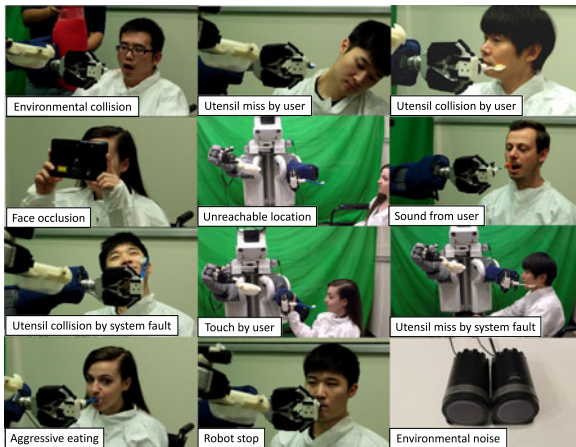 Environmental collision
Utensil miss by user
Utensil collision by user
Face occlusion
Unreachable location
Sound from user
Utensil collision by system fault
Touch by user
Utensil miss by system fault
Aggressive eating
Robot stop
Environmental noise